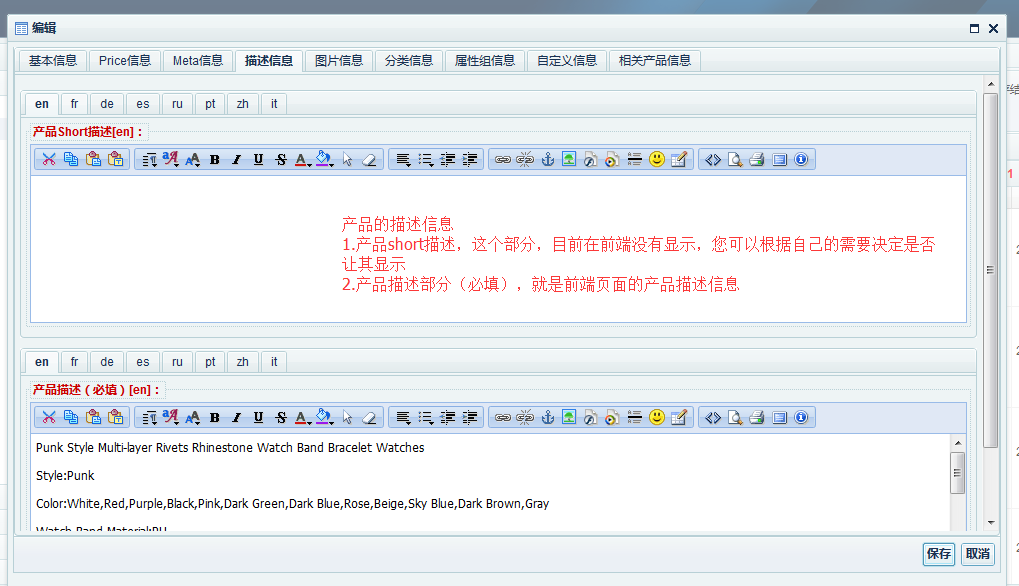 编辑
基本信息 Price信息 Meta信息 描述信息 图片信息 分类信息 属性组信息 自定义信息 相关产品信息
en fr de es ru pt zh it
产品Short描述[en]：
产品的描述信息
1.产品short描述，这个部分，目前在前端没有显示，您可以根据自己的需要决定是否
让其显示
2.产品描述部分（必填），就是前端页面的产品描述信息
en fr de es ru pt zh it
产品描述（必填）[en]：
Punk Style Multi-layer Rivets Rhinestone Watch Band Bracelet Watches
Style:Punk
Color:White,Red,Purple,Black,Pink,Dark Green,Dark Blue,Rose,Beige,Sky Blue,Dark Brown,Gray
Watch Band Material:PU
保存 取消